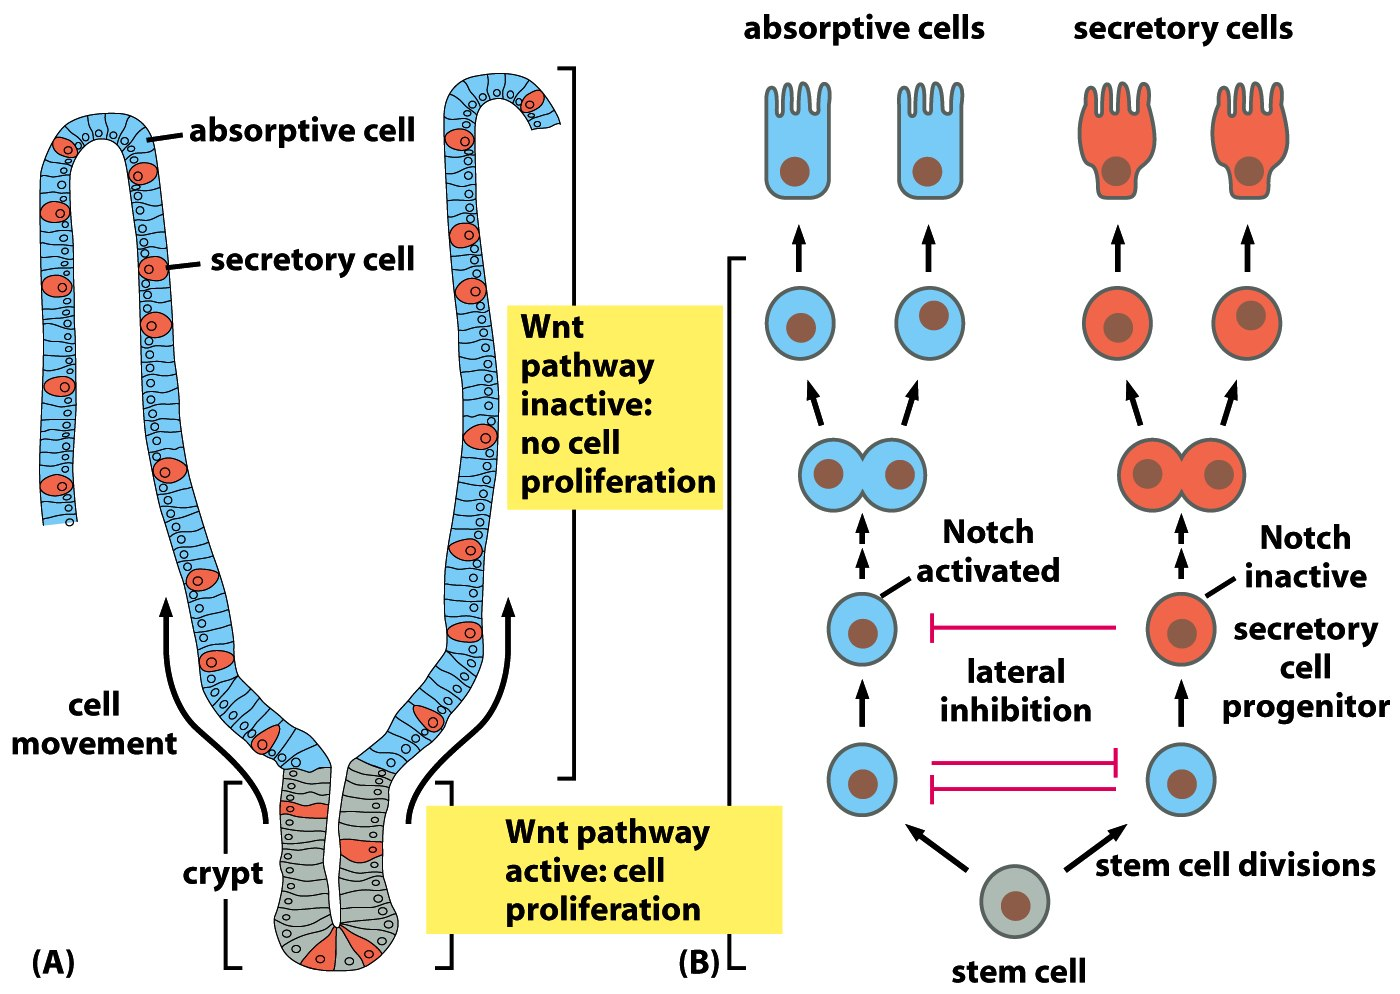 absorptive cell
secretory cell
Wnt
pathway
inactive:
no cell
proliferation
cell
movement
crypt
Wnt pathway
active: cell
proliferation
(A)
absorptive cells
secretory cells
Notch
activated
Notch
inactive
secretory
cell
progenitor
lateral
inhibition
stem cell divisions
stem cell
(B)